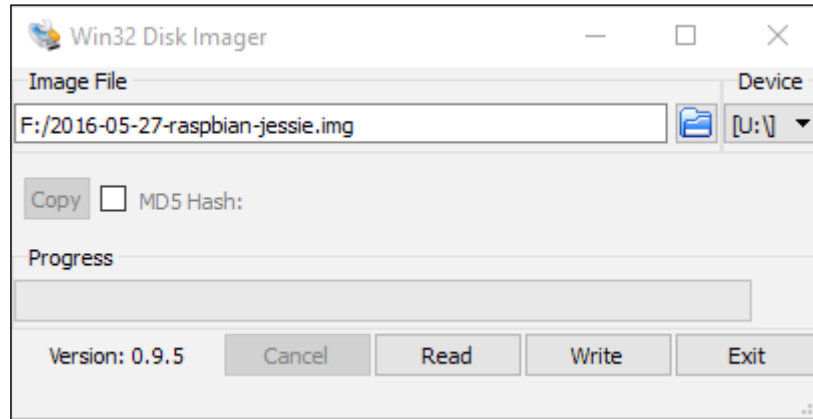 Win32 Disk Imager
Image File Device
F:/2016-05-27-raspbian-jessie.img [U:\]
Copy MD5 Hash:
Progress
Version: 0.9.5 Cancel Read Write Exit